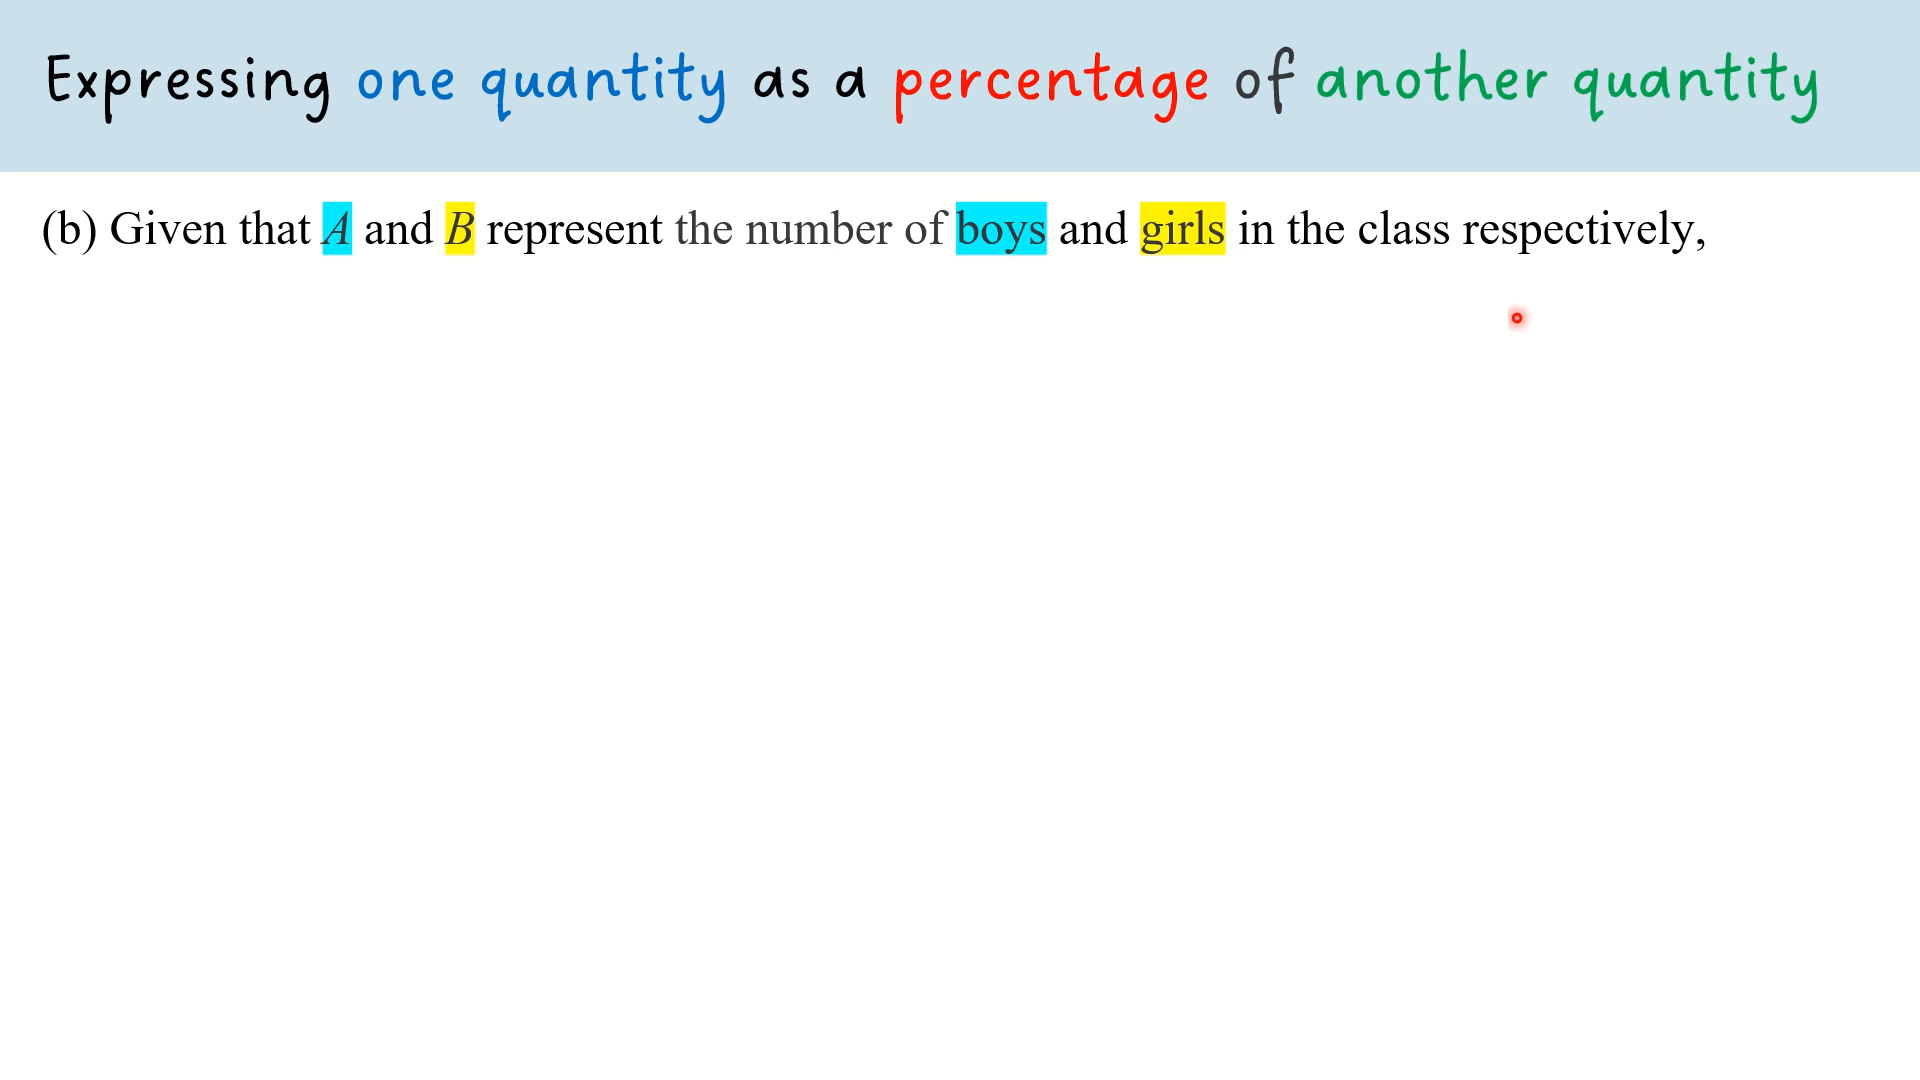 Expressing one quantity as a percentage of another quantity
(b) Given that A and B represent the number of boys and girls in the class respectively,